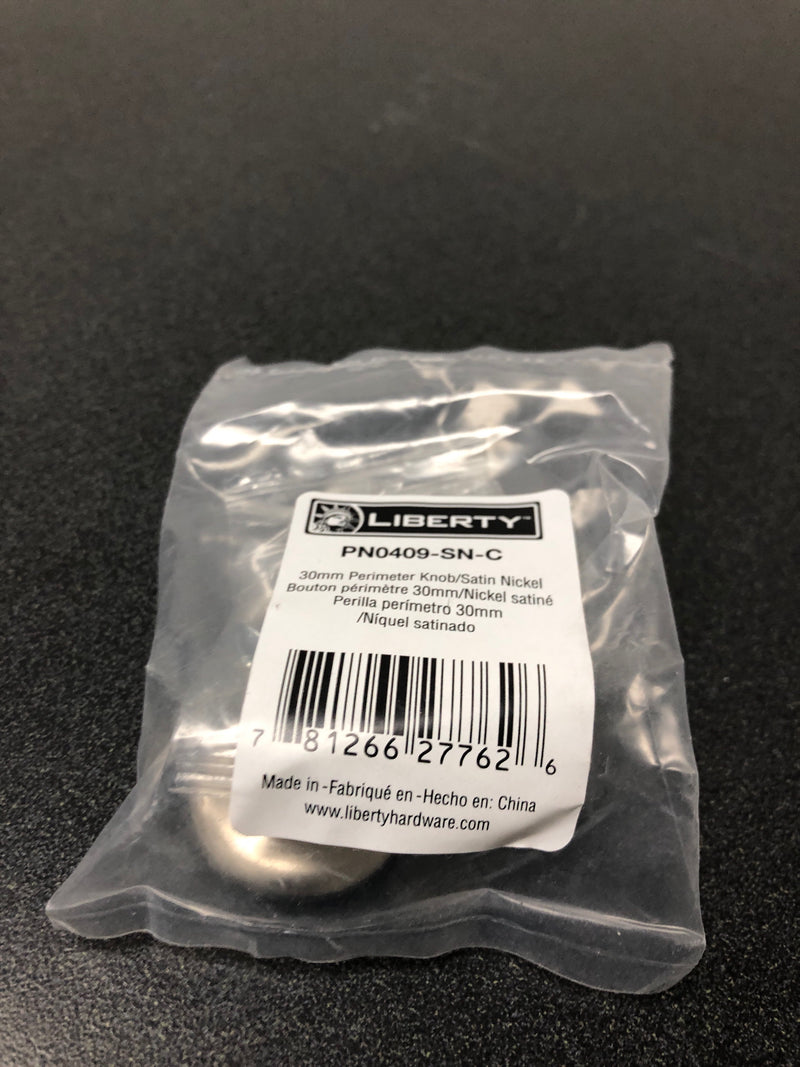 LIBERTY™
PN0409-SN-C
30mm Perimeter Knob/Satin Nickel
Bouton périmètre 30mm/Nickel satiné
Perilla perímetro 30mm
/Níquel satinado
7 81266 27762 6
Made in -Fabriqué en -Hecho en: China
www.libertyhardware.com